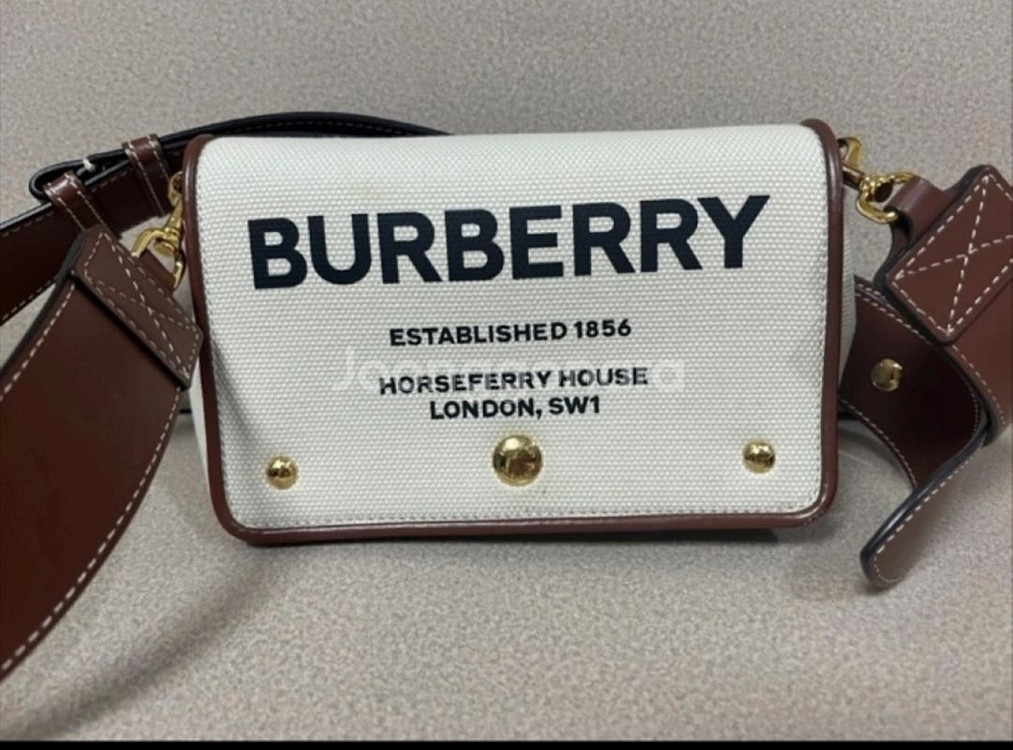 BURBERRY
ESTABLISHED 1856
HORSEFERRY HOUSE
LONDON, SW1